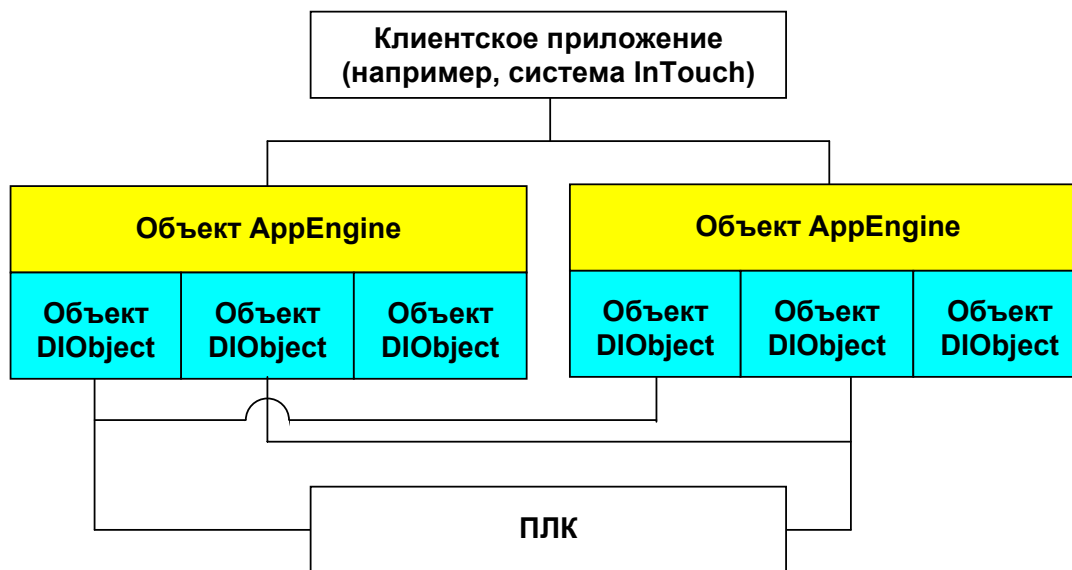 Клиентское приложение
(например, система InTouch)
Объект AppEngine
Объект AppEngine
Объект
DIObject
Объект
DIObject
Объект
DIObject
Объект
DIObject
Объект
DIObject
Объект
DIObject
ПЛК